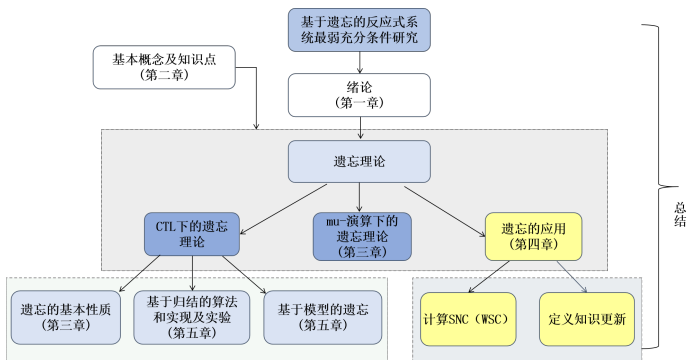 基于遗忘的反应式系
统最弱充分条件研究
基本概念及知识点
(第二章)
绪论
(第一章)
遗忘理论
CTL下的遗忘
理论
mu-演算下的
遗忘理论
(第三章)
遗忘的应用
(第四章)
总结
遗忘的基本性质
(第三章)
基于归结的算法
和实现及实验
(第五章)
基于模型的遗忘
(第五章)
计算SNC（WSC）
定义知识更新